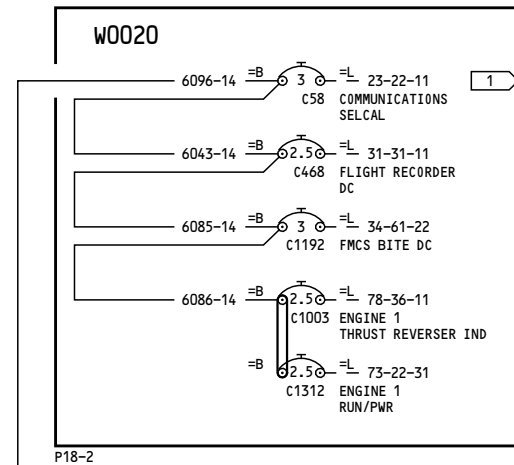 W0020
6096-14 =B 3 =L 23-22-11 1
C58 COMMUNICATIONS
SELCAL
6043-14 =B 2.5 =L 31-31-11
C468 FLIGHT RECORDER
DC
6085-14 =B 3 =L 34-61-22
C1192 FMCS BITE DC
6086-14 =B 2.5 =L 78-36-11
C1003 ENGINE 1
THRUST REVERSER IND
=B 2.5 =L 73-22-31
C1312 ENGINE 1
RUN/PWR
P18-2